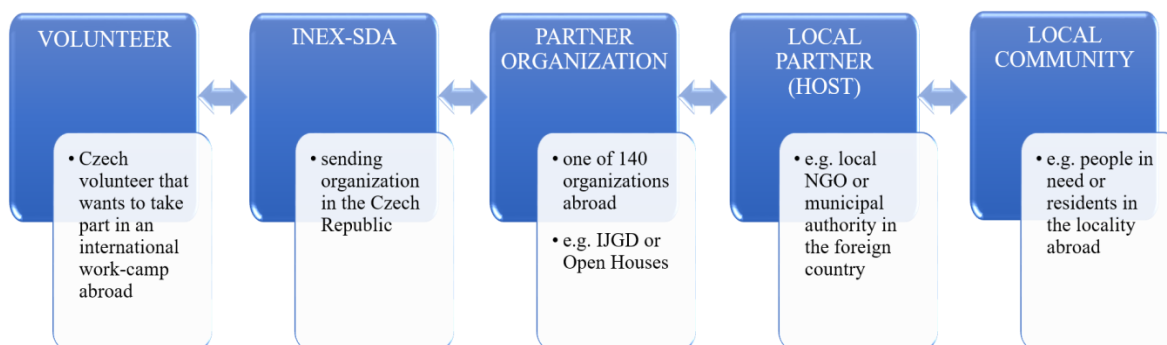 VOLUNTEER
• Czech
volunteer that
wants to take
part in an
international
work-camp
abroad
INEX-SDA
• sending
organization
in the Czech
Republic
PARTNER
ORGANIZATION
• one of 140
organizations
abroad
• e.g. IJGD or
Open Houses
LOCAL
PARTNER
(HOST)
• e.g. local
NGO or
municipal
authority in
the foreign
country
LOCAL
COMMUNITY
• e.g. people in
need or
residents in
the locality
abroad